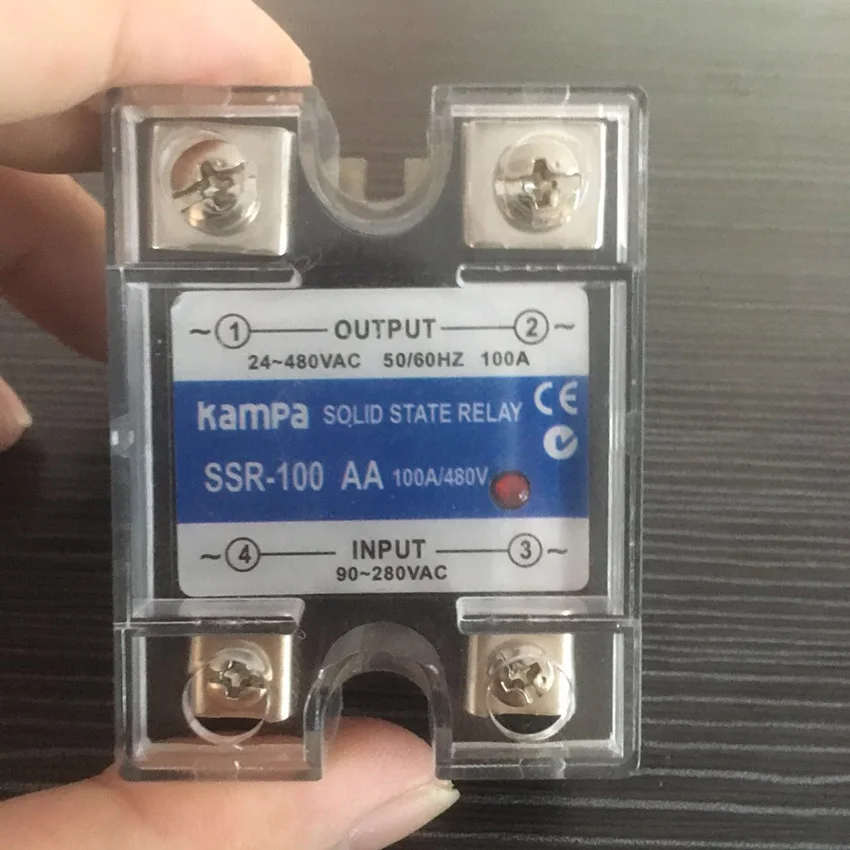 ~ 1 OUTPUT 2 ~
24~480VAC 50/60HZ 100A
kampa SOLID STATE RELAY CE
SSR-100 AA 100A/480V
~ 4 INPUT 3 ~
90~280VAC